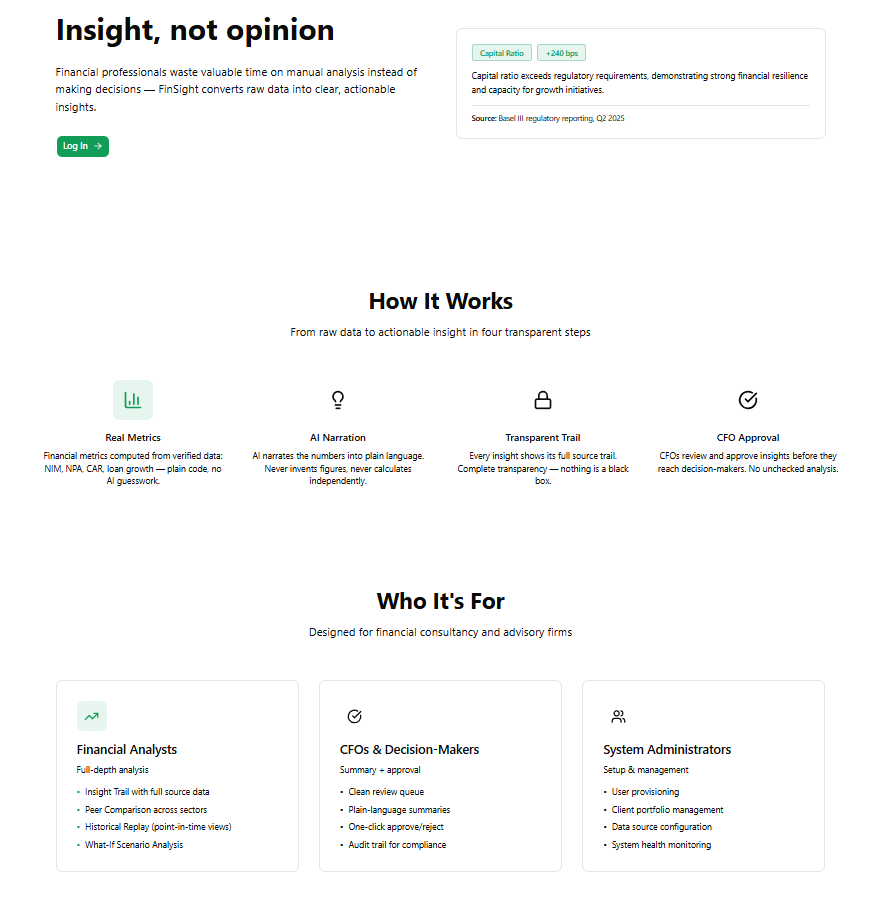 Insight, not opinion
Financial professionals waste valuable time on manual analysis instead of
making decisions — FinSight converts raw data into clear, actionable
insights.
Log In →
Capital Ratio
+240 bps
Capital ratio exceeds regulatory requirements, demonstrating strong financial resilience
and capacity for growth initiatives.
Source: Basel III regulatory reporting, Q2 2025
How It Works
From raw data to actionable insight in four transparent steps
Real Metrics
Financial metrics computed from verified data:
NIM, NPA, CAR, loan growth — plain code, no
AI guesswork.
AI Narration
AI narrates the numbers into plain language.
Never invents figures, never calculates
independently.
Transparent Trail
Every insight shows its full source trail.
Complete transparency — nothing is a black
box.
CFO Approval
CFOs review and approve insights before they
reach decision-makers. No unchecked analysis.
Who It's For
Designed for financial consultancy and advisory firms
Financial Analysts
Full-depth analysis
• Insight Trail with full source data
• Peer Comparison across sectors
• Historical Replay (point-in-time views)
• What-If Scenario Analysis
CFOs & Decision-Makers
Summary + approval
• Clean review queue
• Plain-language summaries
• One-click approve/reject
• Audit trail for compliance
System Administrators
Setup & management
• User provisioning
• Client portfolio management
• Data source configuration
• System health monitoring